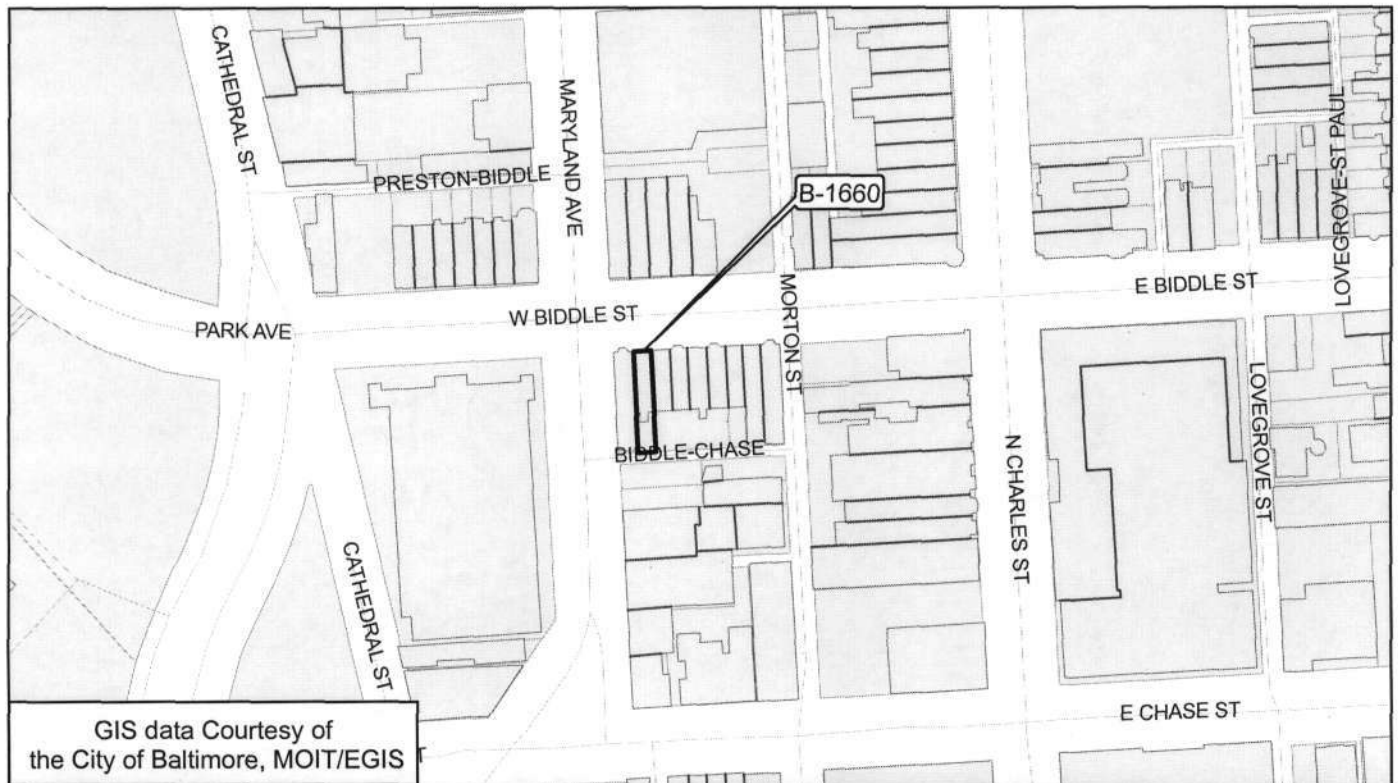 CATHEDRAL ST
MARYLAND AVE
PRESTON-BIDDLE
B-1660
LOVEGROVE-ST PAUL
E BIDDLE ST
W BIDDLE ST
PARK AVE
MORTON ST
BIDDLE-CHASE
N CHARLES ST
LOVEGROVE ST
CATHEDRAL ST
E CHASE ST
GIS data Courtesy of
the City of Baltimore, MOIT/EGIS
T